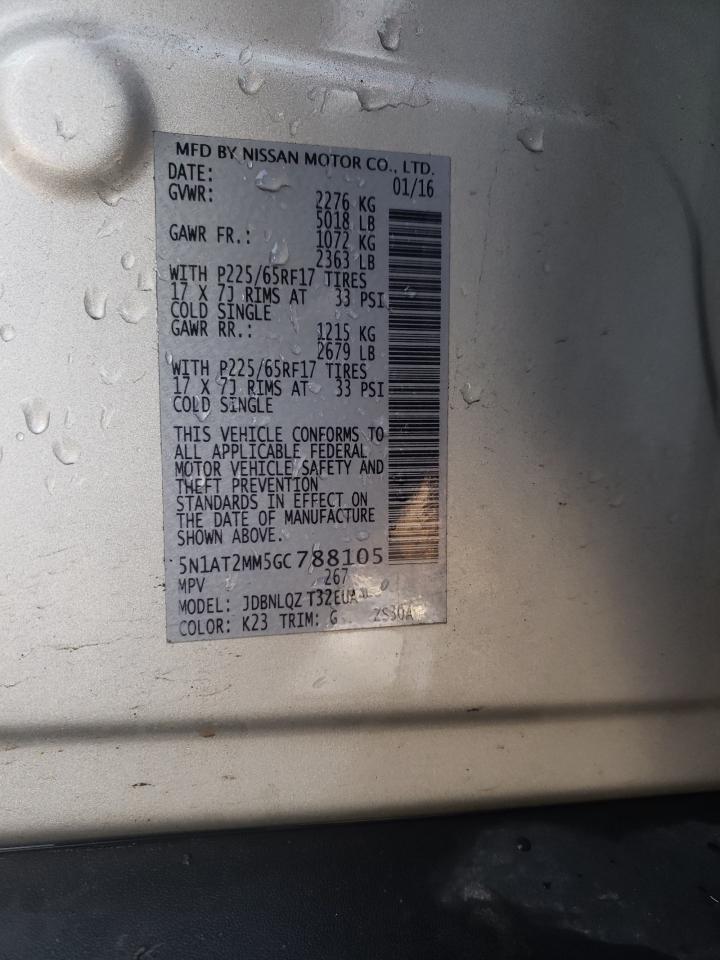 MFD BY NISSAN MOTOR CO., LTD.
DATE: 01/16
GVWR: 2276 KG
5018 LB
GAWR FR.: 1072 KG
2363 LB
WITH P225/65RF17 TIRES
17 X 7J RIMS AT 33 PSI
COLD SINGLE
GAWR RR.: 1215 KG
2679 LB
WITH P225/65RF17 TIRES
17 X 7J RIMS AT 33 PSI
COLD SINGLE
THIS VEHICLE CONFORMS TO
ALL APPLICABLE FEDERAL
MOTOR VEHICLE SAFETY AND
THEFT PREVENTION
STANDARDS IN EFFECT ON
THE DATE OF MANUFACTURE
SHOWN ABOVE.
5N1AT2MM5GC788105
MPV 267
MODEL: JDBNLQZ
COLOR: K23 TRIM: G